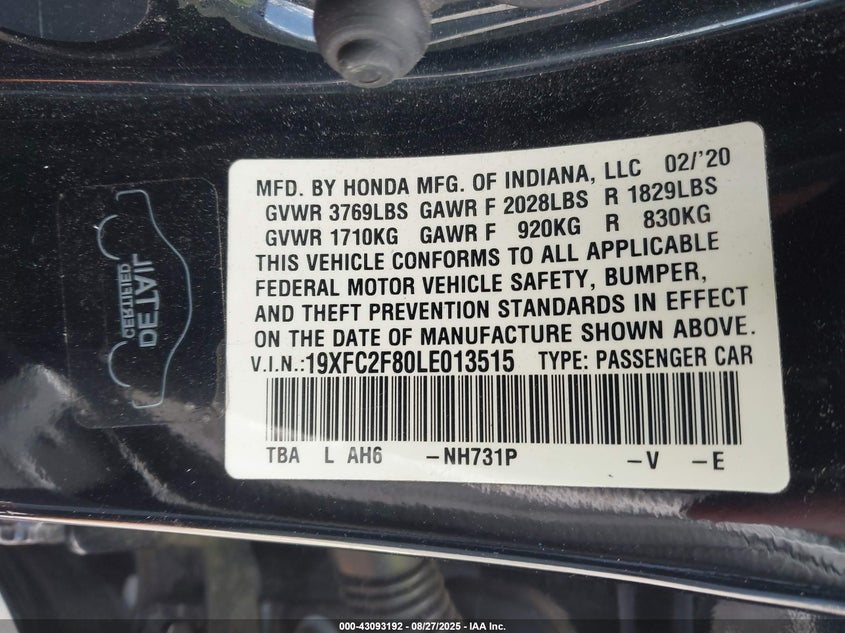 MFD. BY HONDA MFG. OF INDIANA, LLC 02/'20
GVWR 3769LBS GAWR F 2028LBS R 1829LBS
GVWR 1710KG GAWR F 920KG R 830KG
THIS VEHICLE CONFORMS TO ALL APPLICABLE
FEDERAL MOTOR VEHICLE SAFETY, BUMPER,
AND THEFT PREVENTION STANDARDS IN EFFECT
ON THE DATE OF MANUFACTURE SHOWN ABOVE.
V.I.N.:19XFC2F80LE013515 TYPE: PASSENGER CAR
TBA L AH6 -NH731P -V -E
CERTIFIED
DETAIL
000-43093192 - 08/27/2025 - IAA Inc.